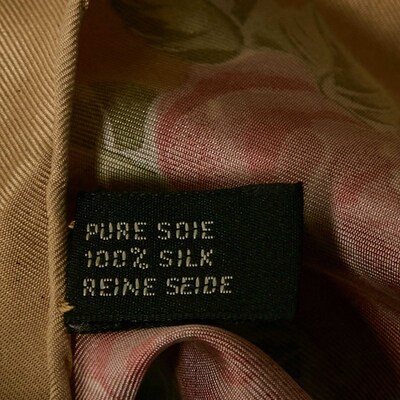 PURE SOIE
100% SILK
REINE SEIDE